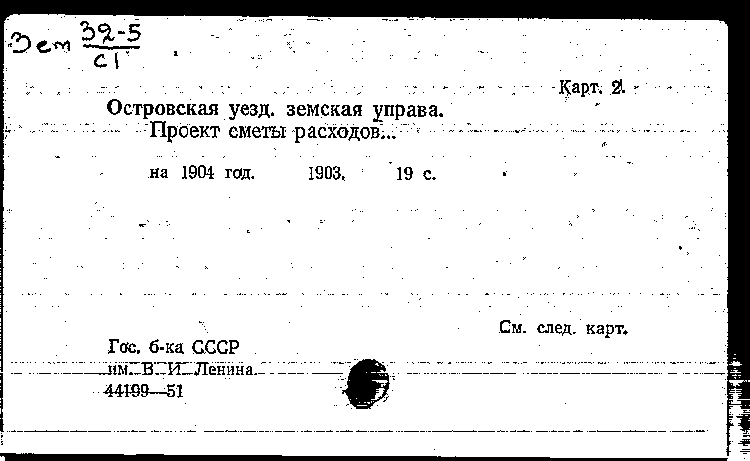 Зем 39-5
С1
Карт. 2.
Островская уезд. земская управа.
Проект сметы расходов...
на 1904 год. 1903. 19 с.
См. след. карт.
Гос. б-ка СССР
им. В. И. Ленина.
44199—51